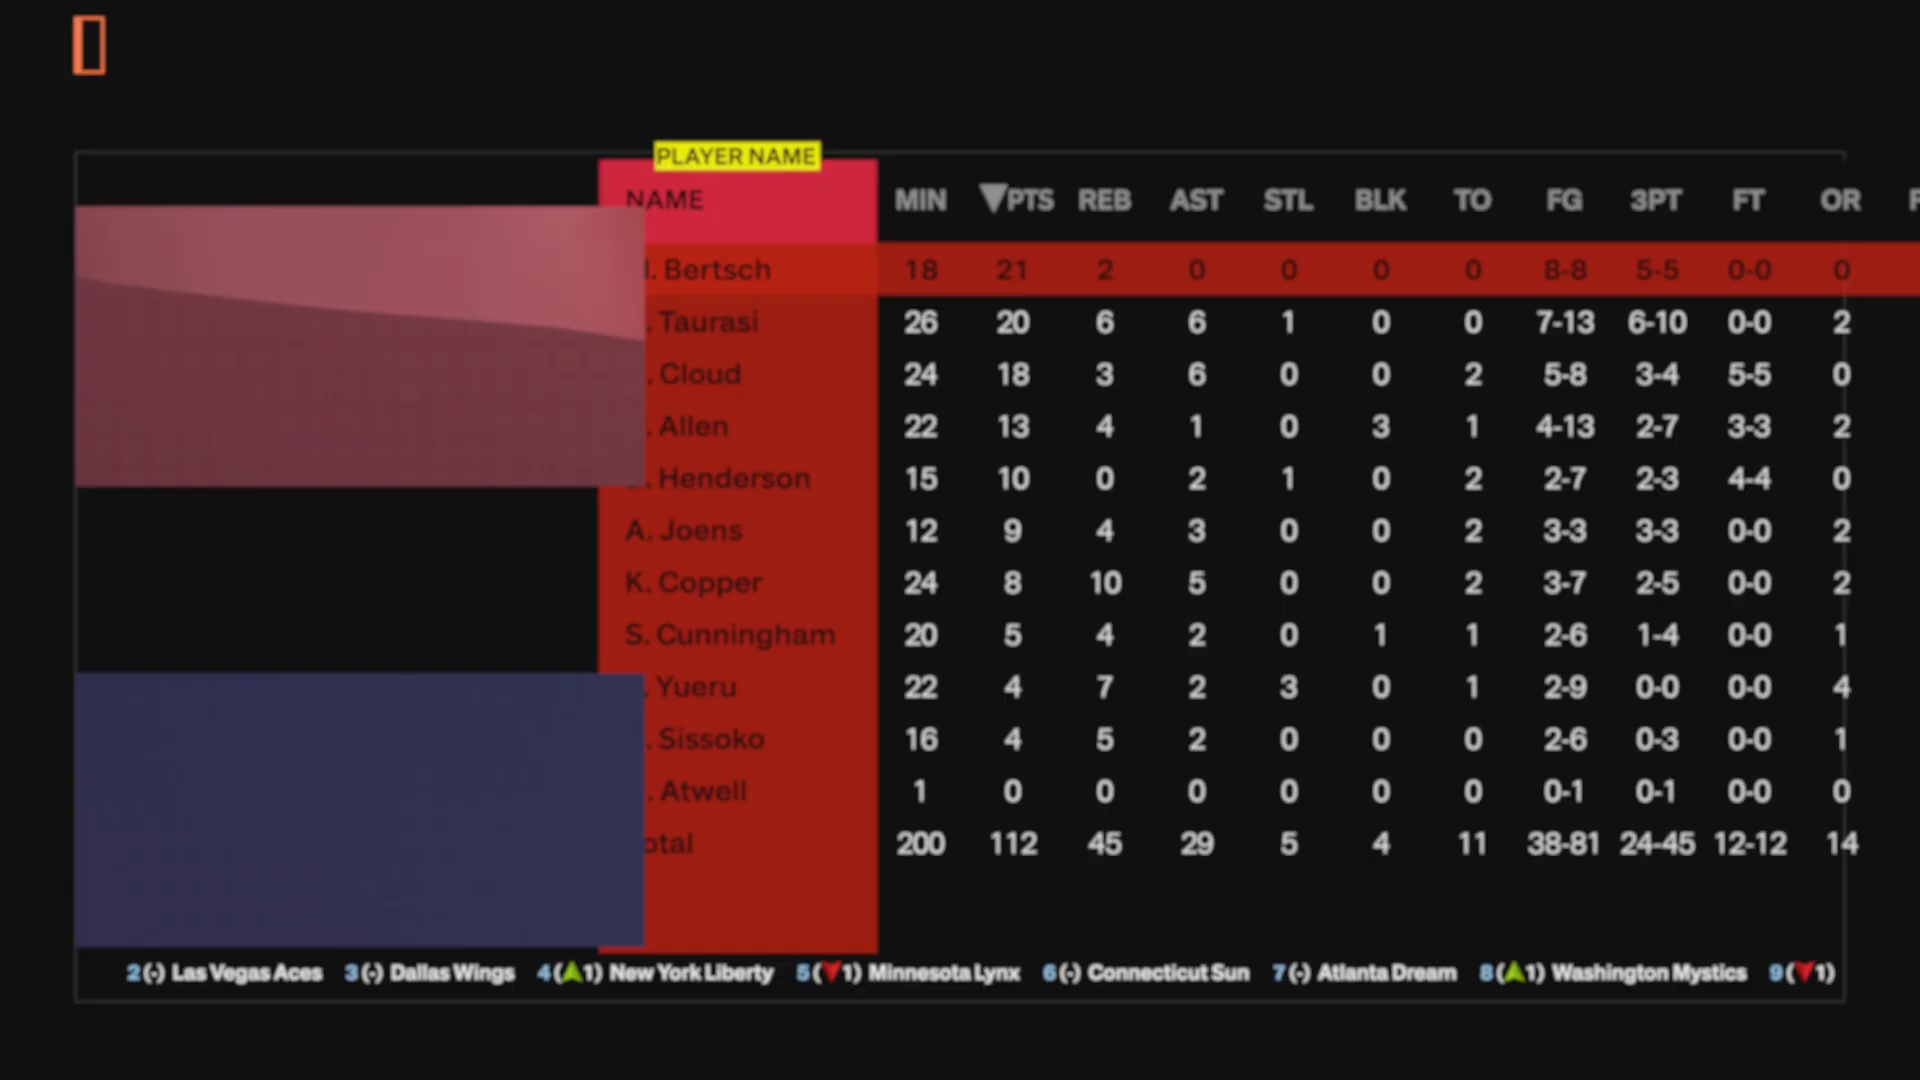 PLAYER NAME
NAME MIN PTS REB AST STL BLK TO FG 3PT FT OR
. Bertsch 18 21 2 0 0 0 0 8-8 5-5 0-0 0
. Taurasi 26 20 6 6 1 0 0 7-13 6-10 0-0 2
. Cloud 24 18 3 6 0 0 2 5-8 3-4 5-5 0
. Allen 22 13 4 1 0 3 1 4-13 2-7 3-3 2
. Henderson 15 10 0 2 1 0 2 2-7 2-3 4-4 0
A. Joens 12 9 4 3 0 0 2 3-3 3-3 0-0 2
K. Copper 24 8 10 5 0 0 2 3-7 2-5 0-0 2
S. Cunningham 20 5 4 2 0 1 1 2-6 1-4 0-0 1
. Yueru 22 4 7 2 3 0 1 2-9 0-0 0-0 4
. Sissoko 16 4 5 2 0 0 0 2-6 0-3 0-0 1
. Atwell 1 0 0 0 0 0 0 0-1 0-1 0-0 0
otal 200 112 45 29 5 4 11 38-81 24-45 12-12 14
2(-) Las Vegas Aces 3(-) Dallas Wings 4(▲1) New York Liberty 5(▼1) Minnesota Lynx 6(-) Connecticut Sun 7(-) Atlanta Dream 8(▲1) Washington Mystics 9(▼1)